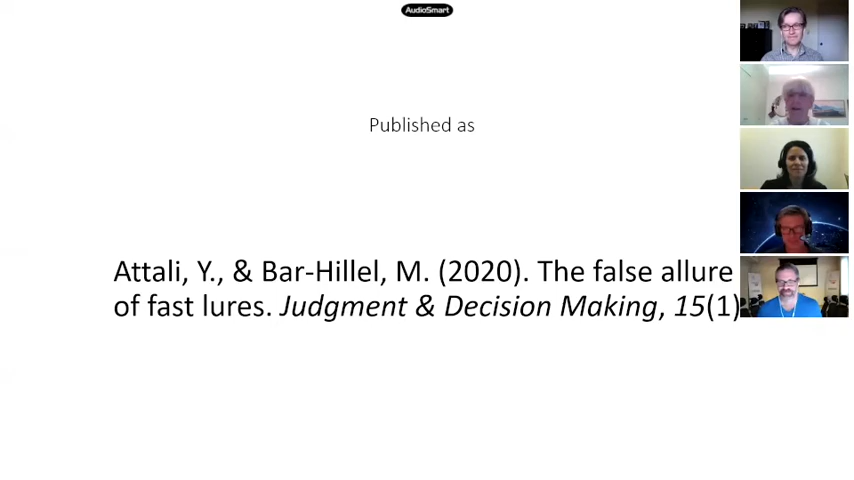 AudioSmart
Published as
Attali, Y., & Bar-Hillel, M. (2020). The false allure
of fast lures. Judgment & Decision Making, 15(1)